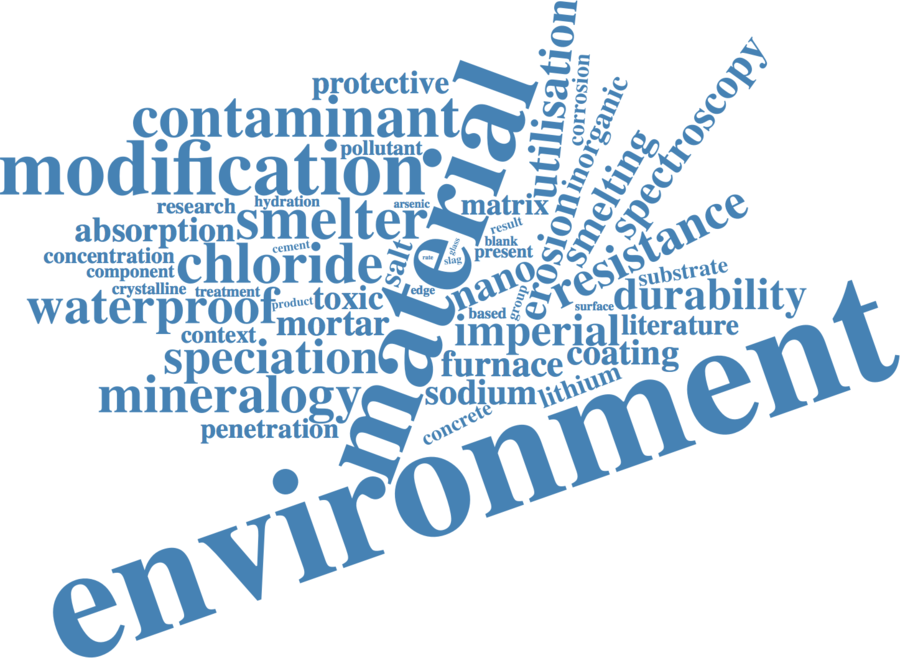 utilisation
corrosion
spectroscopy
protective
material
inorganic
contaminant
smelting
modification
pollutant
research
hydration
arsenic
matrix
absorption
smelter
result
erosion
resistance
concentration
cement
salt
glass
blank
component
chloride
rate
slag
present
substrate
crystalline
treatment
edge
nano
group
waterproof
product
toxic
based
surface
durability
context
mortar
imperial
literature
speciation
furnace
coating
mineralogy
sodium
lithium
penetration
concrete
environment